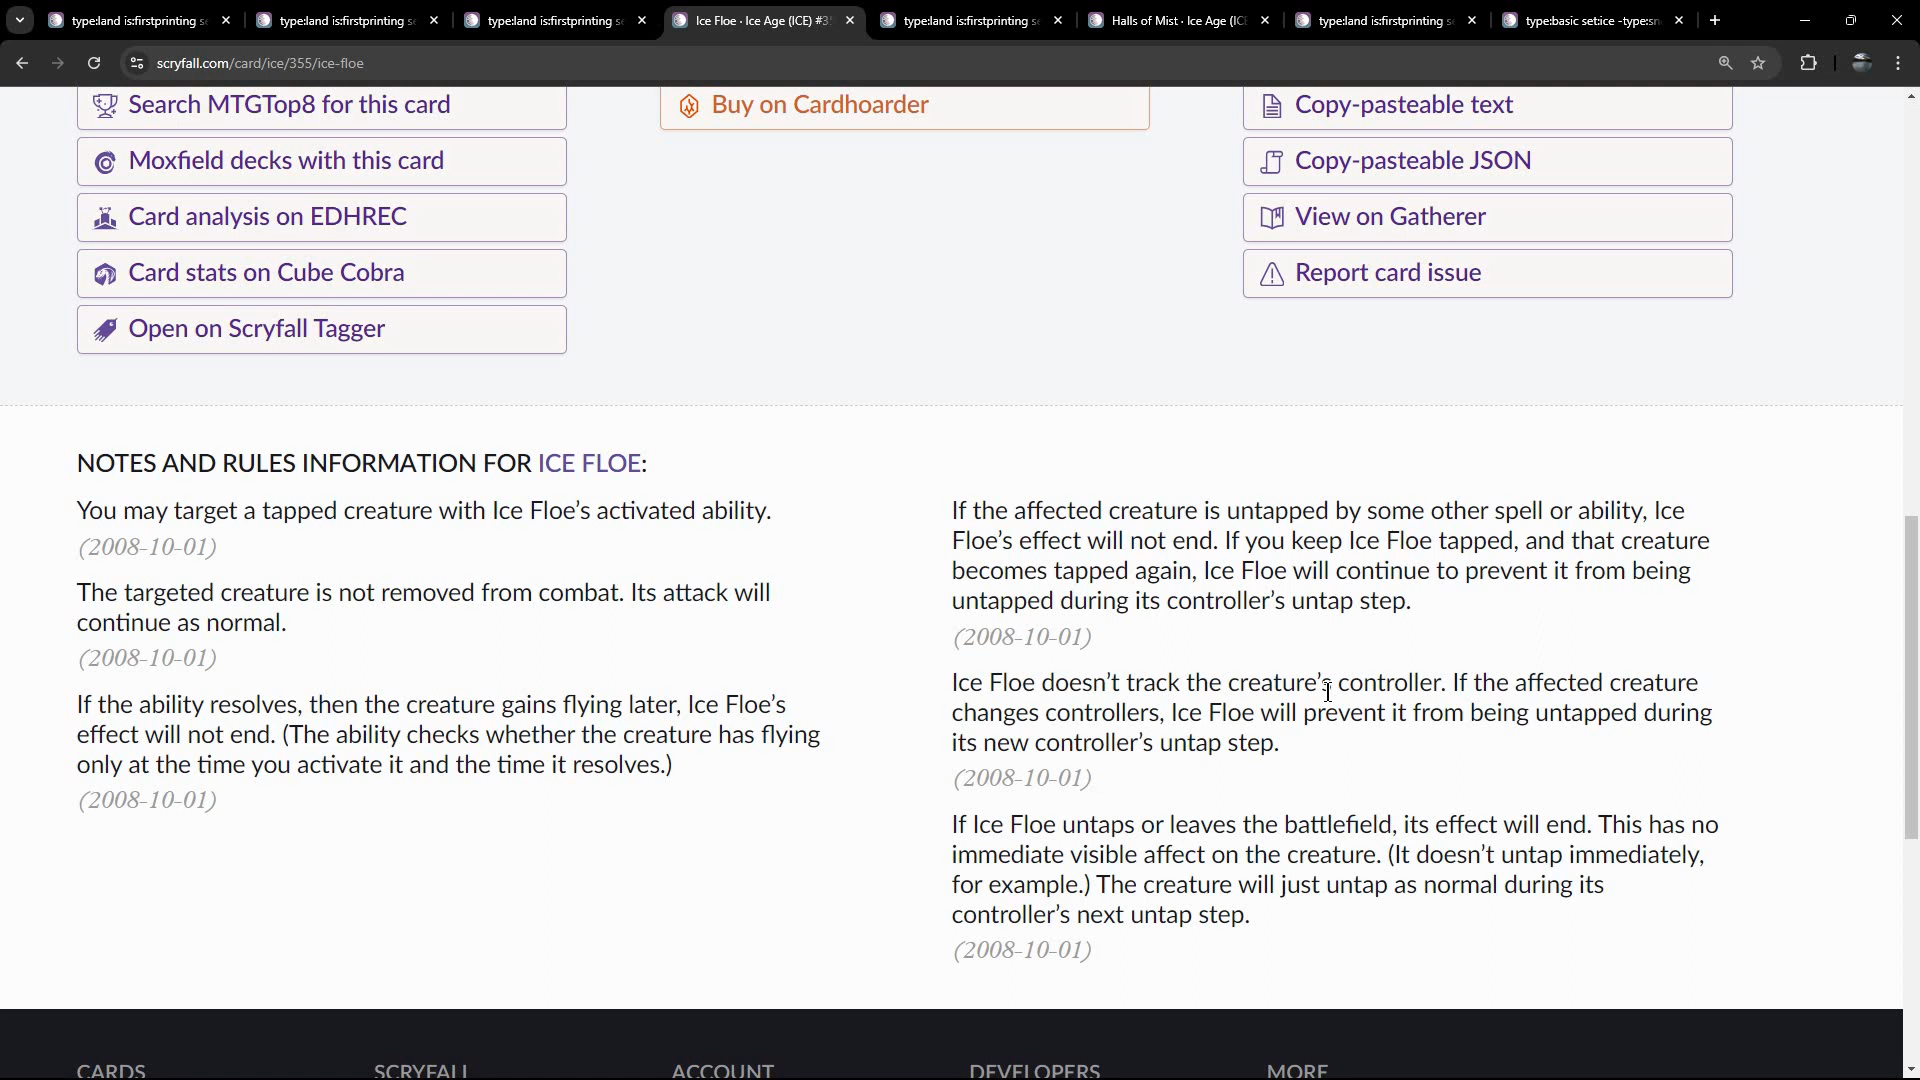 type:land is:firstprinting s
type:land is:firstprinting s
type:land is:firstprinting s
Ice Floe · Ice Age (ICE) #3
type:land is:firstprinting s
Halls of Mist · Ice Age (ICE
type:land is:firstprinting s
type:basic set:ice -type:sn
scryfall.com/card/ice/355/ice-floe
Search MTGTop8 for this card
Moxfield decks with this card
Card analysis on EDHREC
Card stats on Cube Cobra
Open on Scryfall Tagger
Buy on Cardhoarder
Copy-pasteable text
Copy-pasteable JSON
View on Gatherer
Report card issue
NOTES AND RULES INFORMATION FOR ICE FLOE:
You may target a tapped creature with Ice Floe’s activated ability.
(2008-10-01)
The targeted creature is not removed from combat. Its attack will
continue as normal.
(2008-10-01)
If the ability resolves, then the creature gains flying later, Ice Floe’s
effect will not end. (The ability checks whether the creature has flying
only at the time you activate it and the time it resolves.)
(2008-10-01)
If the affected creature is untapped by some other spell or ability, Ice
Floe’s effect will not end. If you keep Ice Floe tapped, and that creature
becomes tapped again, Ice Floe will continue to prevent it from being
untapped during its controller’s untap step.
(2008-10-01)
Ice Floe doesn’t track the creature’s controller. If the affected creature
changes controllers, Ice Floe will prevent it from being untapped during
its new controller’s untap step.
(2008-10-01)
If Ice Floe untaps or leaves the battlefield, its effect will end. This has no
immediate visible affect on the creature. (It doesn’t untap immediately,
for example.) The creature will just untap as normal during its
controller’s next untap step.
(2008-10-01)
CARDS
SCRYFALL
ACCOUNT
DEVELOPERS
MORE